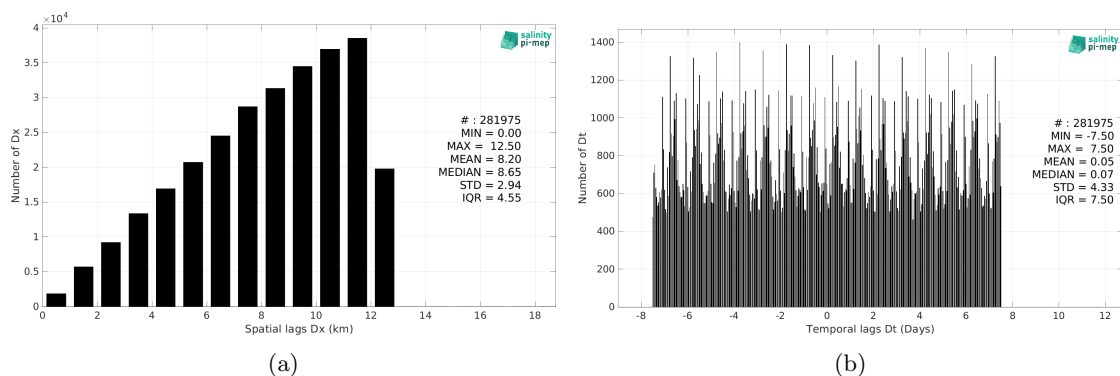 ×10⁴
4
3.5
3
2.5
2
1.5
1
0.5
0
Number of Dx
0 2 4 6 8 10 12 14 16 18
Spatial lags Dx (km)
salinity
pi-mep
# : 281975
MIN = 0.00
MAX = 12.50
MEAN = 8.20
MEDIAN = 8.65
STD = 2.94
IQR = 4.55
(a)
1400
1200
1000
800
600
400
200
0
Number of Dt
-8 -6 -4 -2 0 2 4 6 8 10 12
Temporal lags Dt (Days)
salinity
pi-mep
# : 281975
MIN = -7.50
MAX = 7.50
MEAN = 0.05
MEDIAN = 0.07
STD = 4.33
IQR = 7.50
(b)